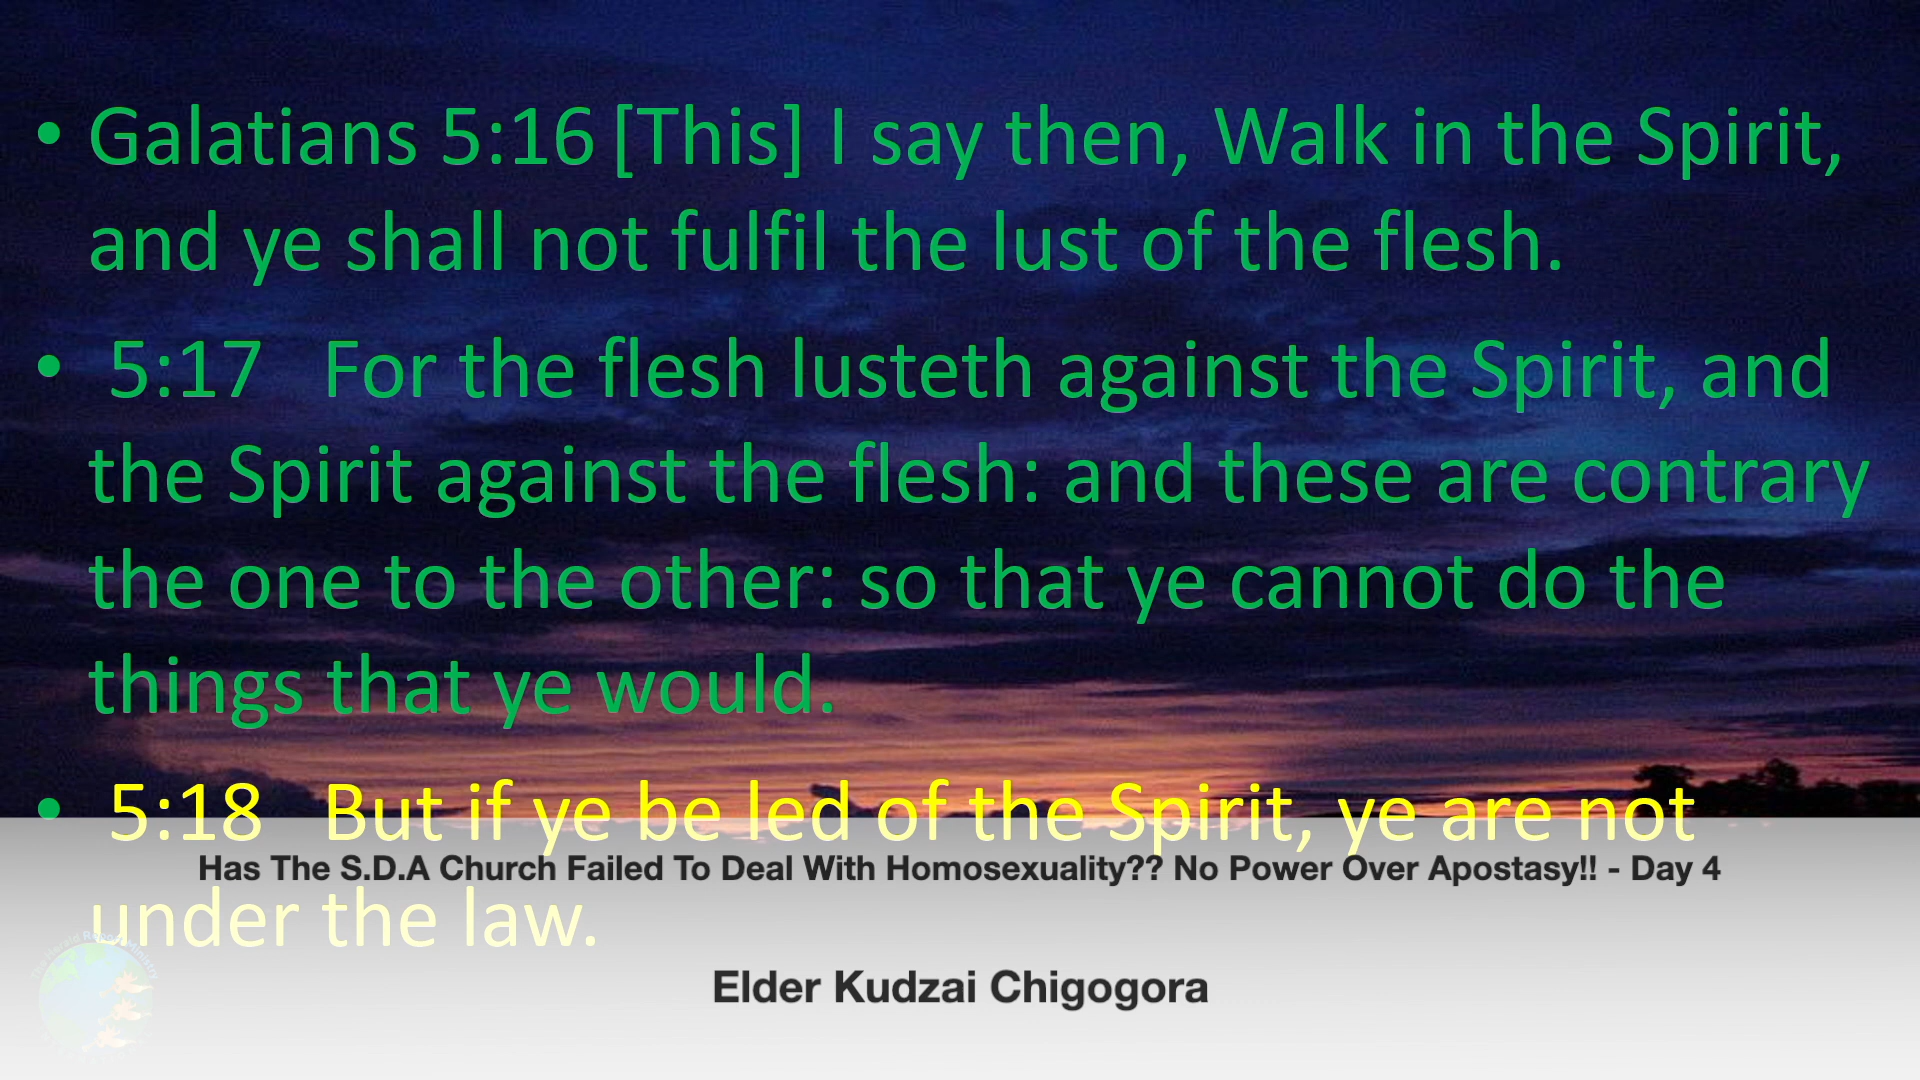 • Galatians 5:16 [This] I say then, Walk in the Spirit,
and ye shall not fulfil the lust of the flesh.
• 5:17 For the flesh lusteth against the Spirit, and
the Spirit against the flesh: and these are contrary
the one to the other: so that ye cannot do the
things that ye would.
• 5:18 But if ye be led of the Spirit, ye are not
Has The S.D.A Church Failed To Deal With Homosexuality?? No Power Over Apostasy!! - Day 4
under the law.
The Herald Report Ministry
Elder Kudzai Chigogora